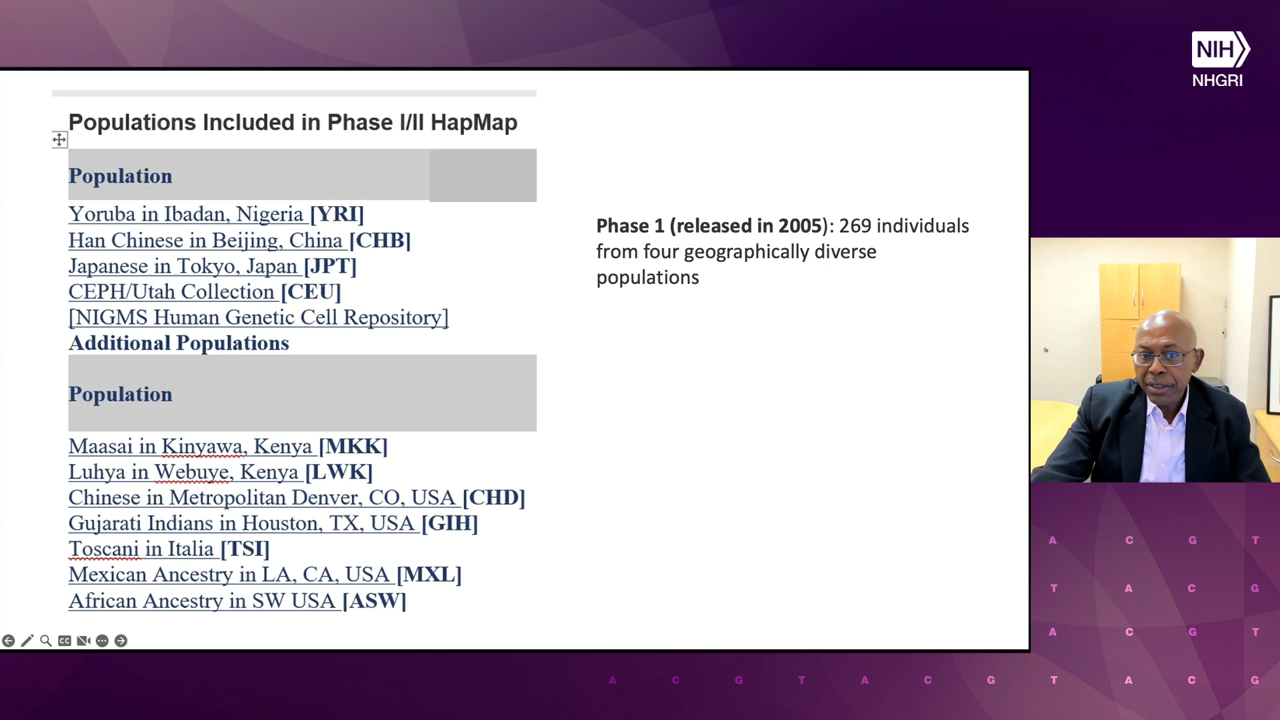 NIH
NHGRI
Populations Included in Phase I/II HapMap
Population
Yoruba in Ibadan, Nigeria [YRI]
Han Chinese in Beijing, China [CHB]
Japanese in Tokyo, Japan [JPT]
CEPH/Utah Collection [CEU]
[NIGMS Human Genetic Cell Repository]
Additional Populations
Population
Maasai in Kinyawa, Kenya [MKK]
Luhya in Webuye, Kenya [LWK]
Chinese in Metropolitan Denver, CO, USA [CHD]
Gujarati Indians in Houston, TX, USA [GIH]
Toscani in Italia [TSI]
Mexican Ancestry in LA, CA, USA [MXL]
African Ancestry in SW USA [ASW]
Phase 1 (released in 2005): 269 individuals
from four geographically diverse
populations
CC
A C G T
T A C G
A C G T
A C G T A C G T A C G